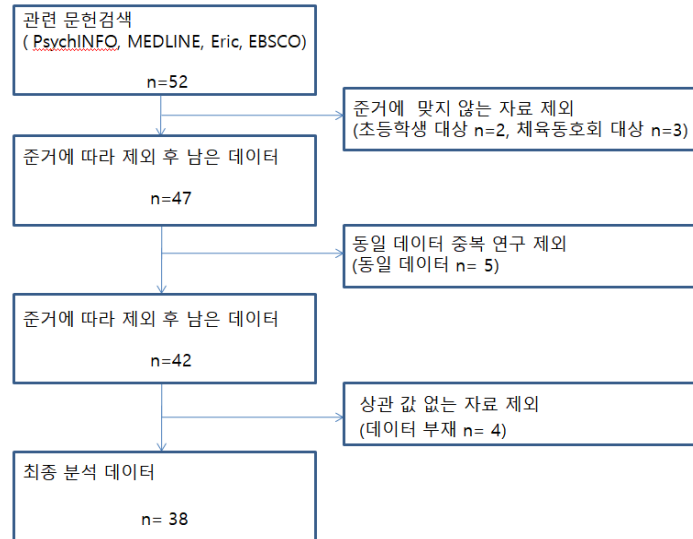 관련 문헌검색
( PsychINFO, MEDLINE, Eric, EBSCO)
n=52
준거에 맞지 않는 자료 제외
(초등학생 대상 n=2, 체육동호회 대상 n=3)
준거에 따라 제외 후 남은 데이터
n=47
동일 데이터 중복 연구 제외
(동일 데이터 n= 5)
준거에 따라 제외 후 남은 데이터
n=42
상관 값 없는 자료 제외
(데이터 부재 n= 4)
최종 분석 데이터
n= 38